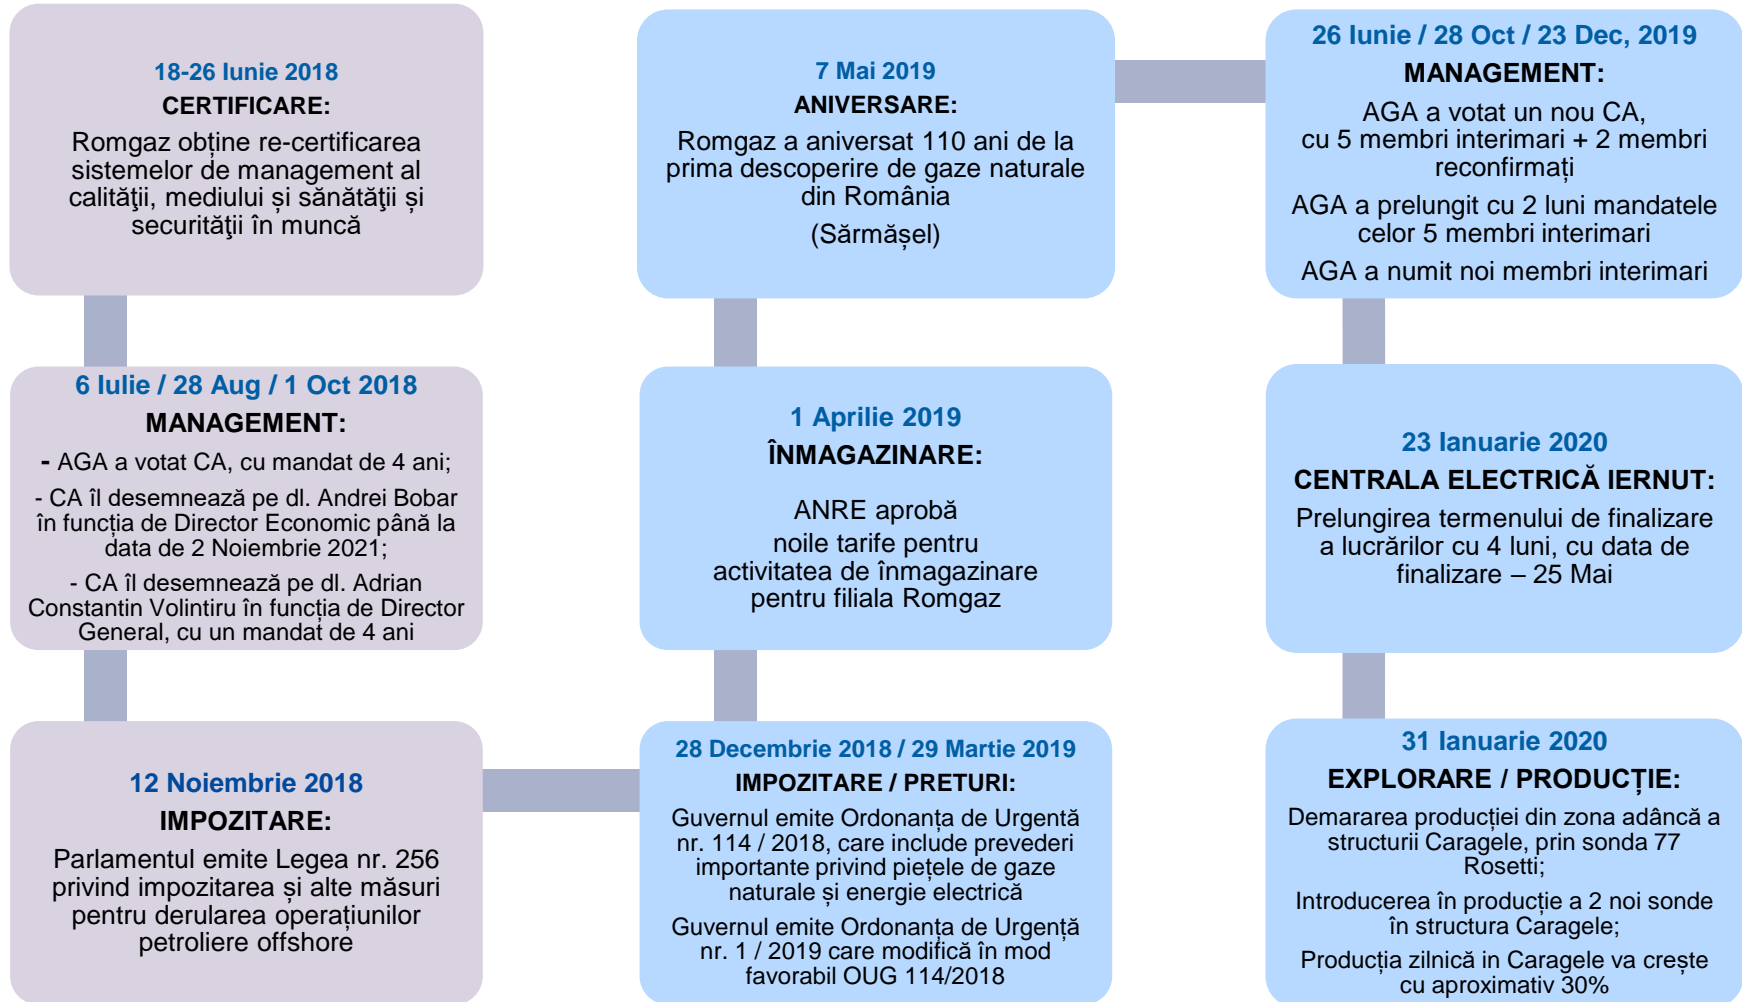 18-26 Iunie 2018
CERTIFICARE:
Romgaz obține re-certificarea
sistemelor de management al
calităţii, mediului și sănătăţii și
securităţii în muncă
6 Iulie / 28 Aug / 1 Oct 2018
MANAGEMENT:
- AGA a votat CA, cu mandat de 4 ani;
- CA îl desemnează pe dl. Andrei Bobar
în funcția de Director Economic până la
data de 2 Noiembrie 2021;
- CA îl desemnează pe dl. Adrian
Constantin Volintiru în funcția de Director
General, cu un mandat de 4 ani
12 Noiembrie 2018
IMPOZITARE:
Parlamentul emite Legea nr. 256
privind impozitarea și alte măsuri
pentru derularea operațiunilor
petroliere offshore
28 Decembrie 2018 / 29 Martie 2019
IMPOZITARE / PRETURI:
Guvernul emite Ordonanța de Urgentă
nr. 114 / 2018, care include prevederi
importante privind piețele de gaze
naturale și energie electrică
Guvernul emite Ordonanța de Urgență
nr. 1 / 2019 care modifică în mod
favorabil OUG 114/2018
1 Aprilie 2019
ÎNMAGAZINARE:
ANRE aprobă
noile tarife pentru
activitatea de înmagazinare
pentru filiala Romgaz
7 Mai 2019
ANIVERSARE:
Romgaz a aniversat 110 ani de la
prima descoperire de gaze naturale
din România
(Sărmășel)
26 Iunie / 28 Oct / 23 Dec, 2019
MANAGEMENT:
AGA a votat un nou CA,
cu 5 membri interimari + 2 membri
reconfirmați
AGA a prelungit cu 2 luni mandatele
celor 5 membri interimari
AGA a numit noi membri interimari
23 Ianuarie 2020
CENTRALA ELECTRICĂ IERNUT:
Prelungirea termenului de finalizare
a lucrărilor cu 4 luni, cu data de
finalizare – 25 Mai
31 Ianuarie 2020
EXPLORARE / PRODUCȚIE:
Demararea producției din zona adâncă a
structurii Caragele, prin sonda 77
Rosetti;
Introducerea în producție a 2 noi sonde
în structura Caragele;
Producția zilnică in Caragele va crește
cu aproximativ 30%